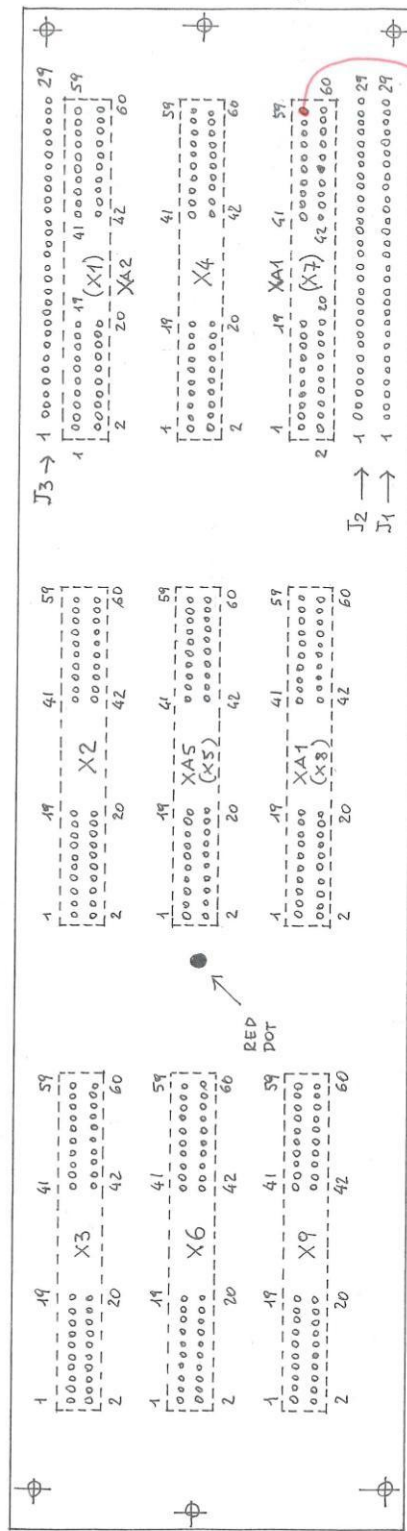 J3 → 1 29
1 19 41 59
X3
2 20 42 60
1 19 41 59
X2
2 20 42 60
1 19 41 59
(X1)
XA2
2 20 42 60
1 19 41 59
X6
2 20 42 60
RED
DOT
1 19 41 59
XA5
(X5)
2 20 42 60
1 19 41 59
X4
2 20 42 60
1 19 41 59
X9
2 20 42 60
1 19 41 59
XA1
(X8)
2 20 42 60
1 19 XA1 41 59
(X7)
2 20 42 60
J2 → 1 29
J1 → 1 29